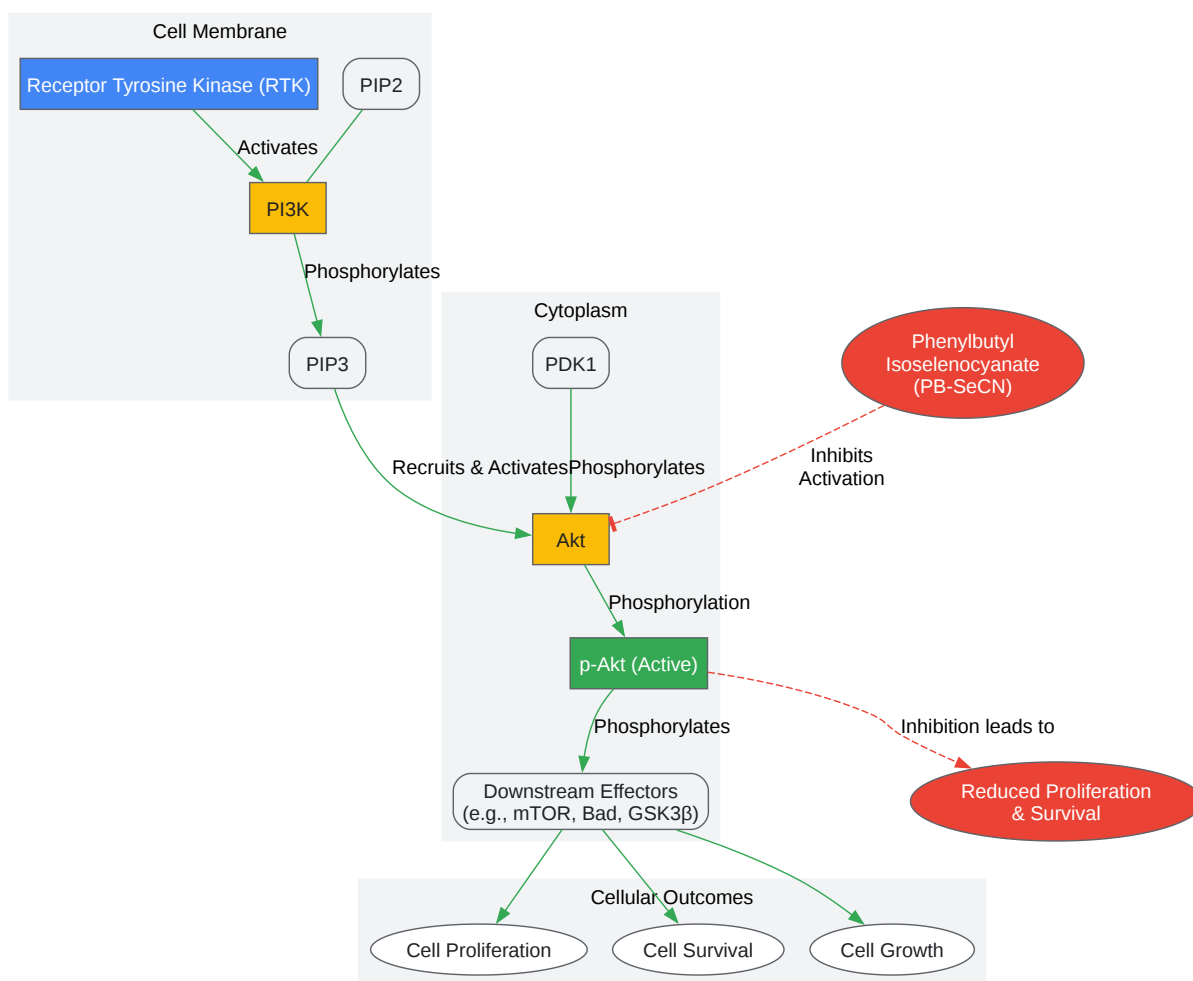 Cell Membrane
Receptor Tyrosine Kinase (RTK)
PIP2
Activates
PI3K
Phosphorylates
PIP3
Cytoplasm
PDK1
Phenylbutyl
Isoselenocyanate
(PB-SeCN)
Recruits & Activates
Phosphorylates
Inhibits
Activation
Akt
Phosphorylation
p-Akt (Active)
Phosphorylates
Inhibition leads to
Downstream Effectors
(e.g., mTOR, Bad, GSK3β)
Reduced Proliferation
& Survival
Cellular Outcomes
Cell Proliferation
Cell Survival
Cell Growth